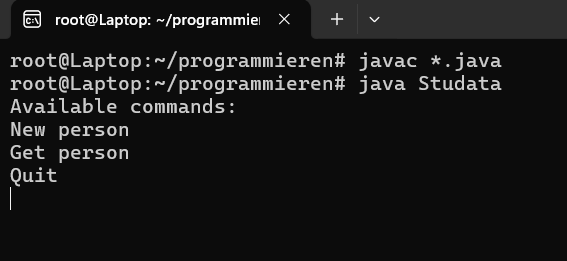 root@Laptop: ~/programmier
root@Laptop:~/programmieren# javac *.java
root@Laptop:~/programmieren# java Studata
Available commands:
New person
Get person
Quit